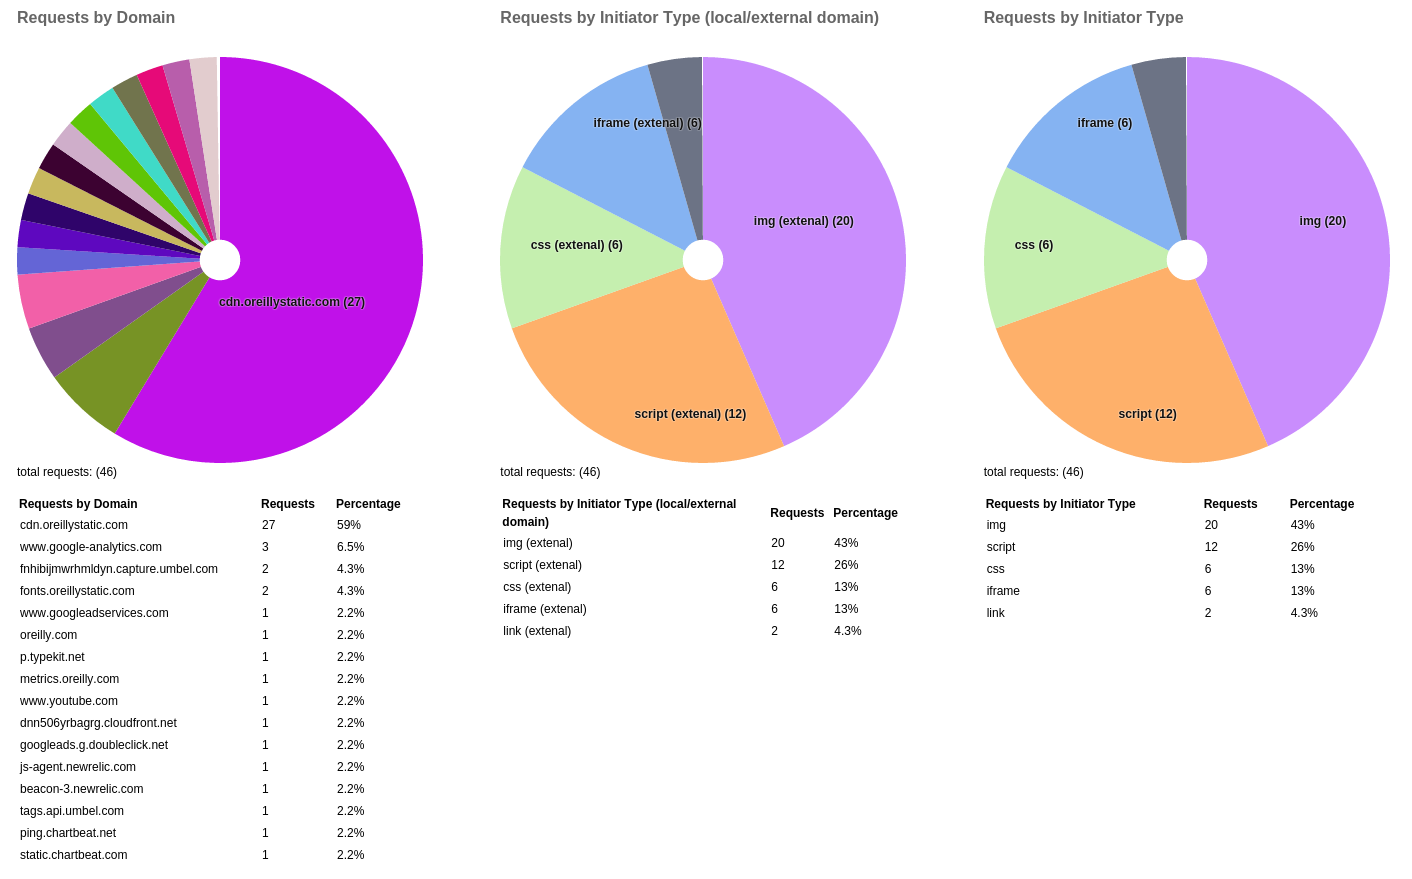 Requests by Domain
cdn.oreillystatic.com (27)
total requests: (46)
Requests by Domain Requests Percentage
cdn.oreillystatic.com 27 59%
www.google-analytics.com 3 6.5%
fnhibijmwrhmldyn.capture.umbel.com 2 4.3%
fonts.oreillystatic.com 2 4.3%
www.googleadservices.com 1 2.2%
oreilly.com 1 2.2%
p.typekit.net 1 2.2%
metrics.oreilly.com 1 2.2%
www.youtube.com 1 2.2%
dnn506yrbagrg.cloudfront.net 1 2.2%
googleads.g.doubleclick.net 1 2.2%
js-agent.newrelic.com 1 2.2%
beacon-3.newrelic.com 1 2.2%
tags.api.umbel.com 1 2.2%
ping.chartbeat.net 1 2.2%
static.chartbeat.com 1 2.2%
Requests by Initiator Type (local/external domain)
iframe (extenal) (6)
img (extenal) (20)
css (extenal) (6)
script (extenal) (12)
total requests: (46)
Requests by Initiator Type (local/external
domain) Requests Percentage
img (extenal) 20 43%
script (extenal) 12 26%
css (extenal) 6 13%
iframe (extenal) 6 13%
link (extenal) 2 4.3%
Requests by Initiator Type
iframe (6)
img (20)
css (6)
script (12)
total requests: (46)
Requests by Initiator Type Requests Percentage
img 20 43%
script 12 26%
css 6 13%
iframe 6 13%
link 2 4.3%